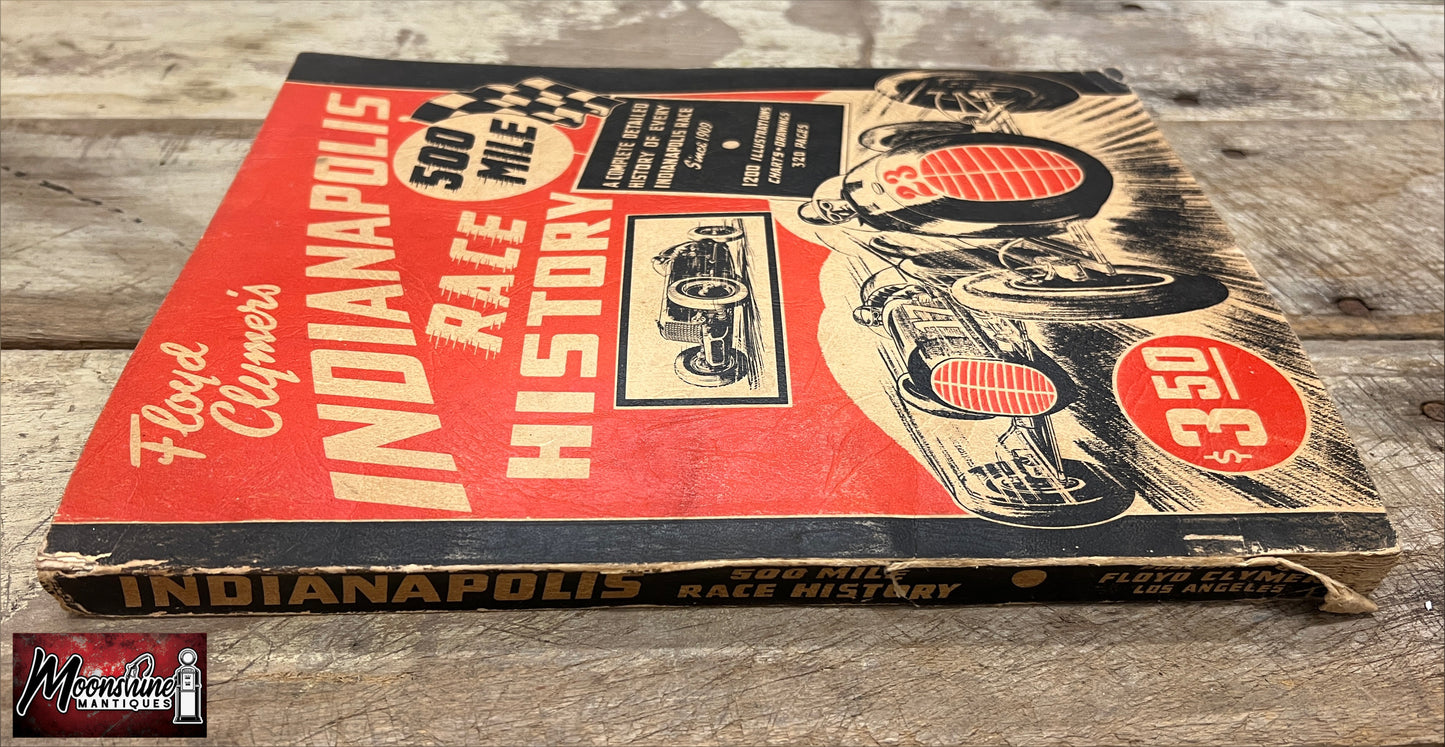 Floyd
Clymer's
INDIANAPOLIS
500
MILE
RACE
HISTORY
A COMPLETE DETAILED
HISTORY OF EVERY
INDIANAPOLIS RACE
Since 1909
1200 ILLUSTRATIONS
CHARTS • DRAWINGS
320 PAGES
23
$3.50
INDIANAPOLIS
500 MILE
RACE HISTORY
FLOYD CLYMER
LOS ANGELES
Moonshine
MANTIQUES